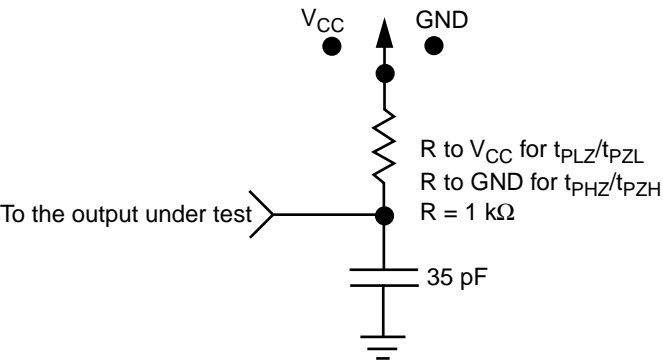 VCC GND
R to VCC for tPLZ/tPZL
R to GND for tPHZ/tPZH
To the output under test R = 1 kΩ
35 pF